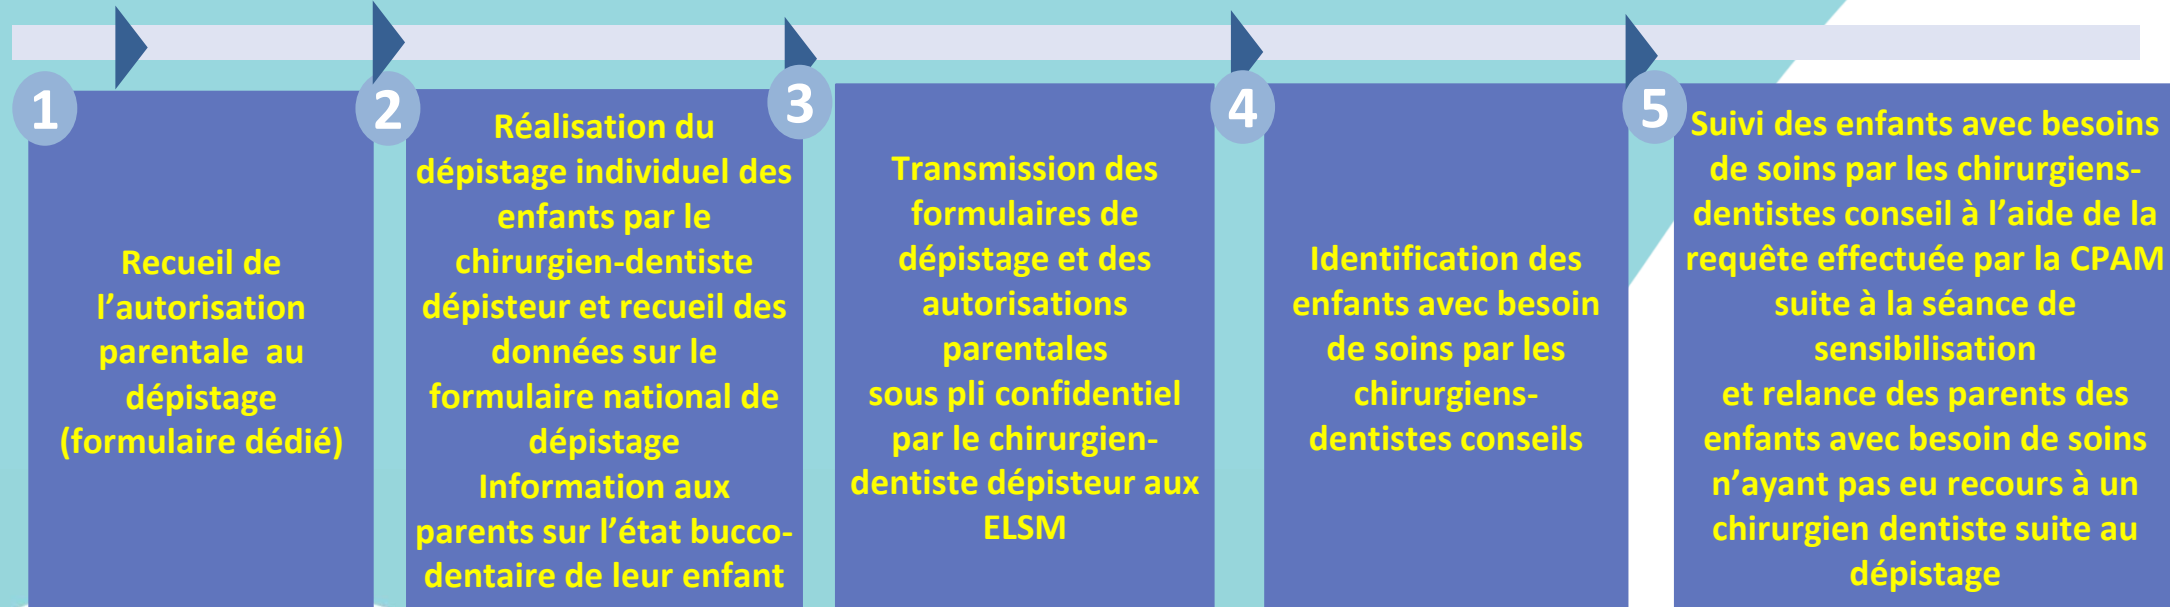 1
Recueil de
l’autorisation
parentale au
dépistage
(formulaire dédié)
2
Réalisation du
dépistage individuel des
enfants par le
chirurgien-dentiste
dépisteur et recueil des
données sur le
formulaire national de
dépistage
Information aux
parents sur l’état bucco-
dentaire de leur enfant
3
Transmission des
formulaires de
dépistage et des
autorisations
parentales
sous pli confidentiel
par le chirurgien-
dentiste dépisteur aux
ELSM
4
Identification des
enfants avec besoin
de soins par les
chirurgiens-
dentistes conseils
5
Suivi des enfants avec besoins
de soins par les chirurgiens-
dentistes conseil à l’aide de la
requête effectuée par la CPAM
suite à la séance de
sensibilisation
et relance des parents des
enfants avec besoin de soins
n’ayant pas eu recours à un
chirurgien dentiste suite au
dépistage